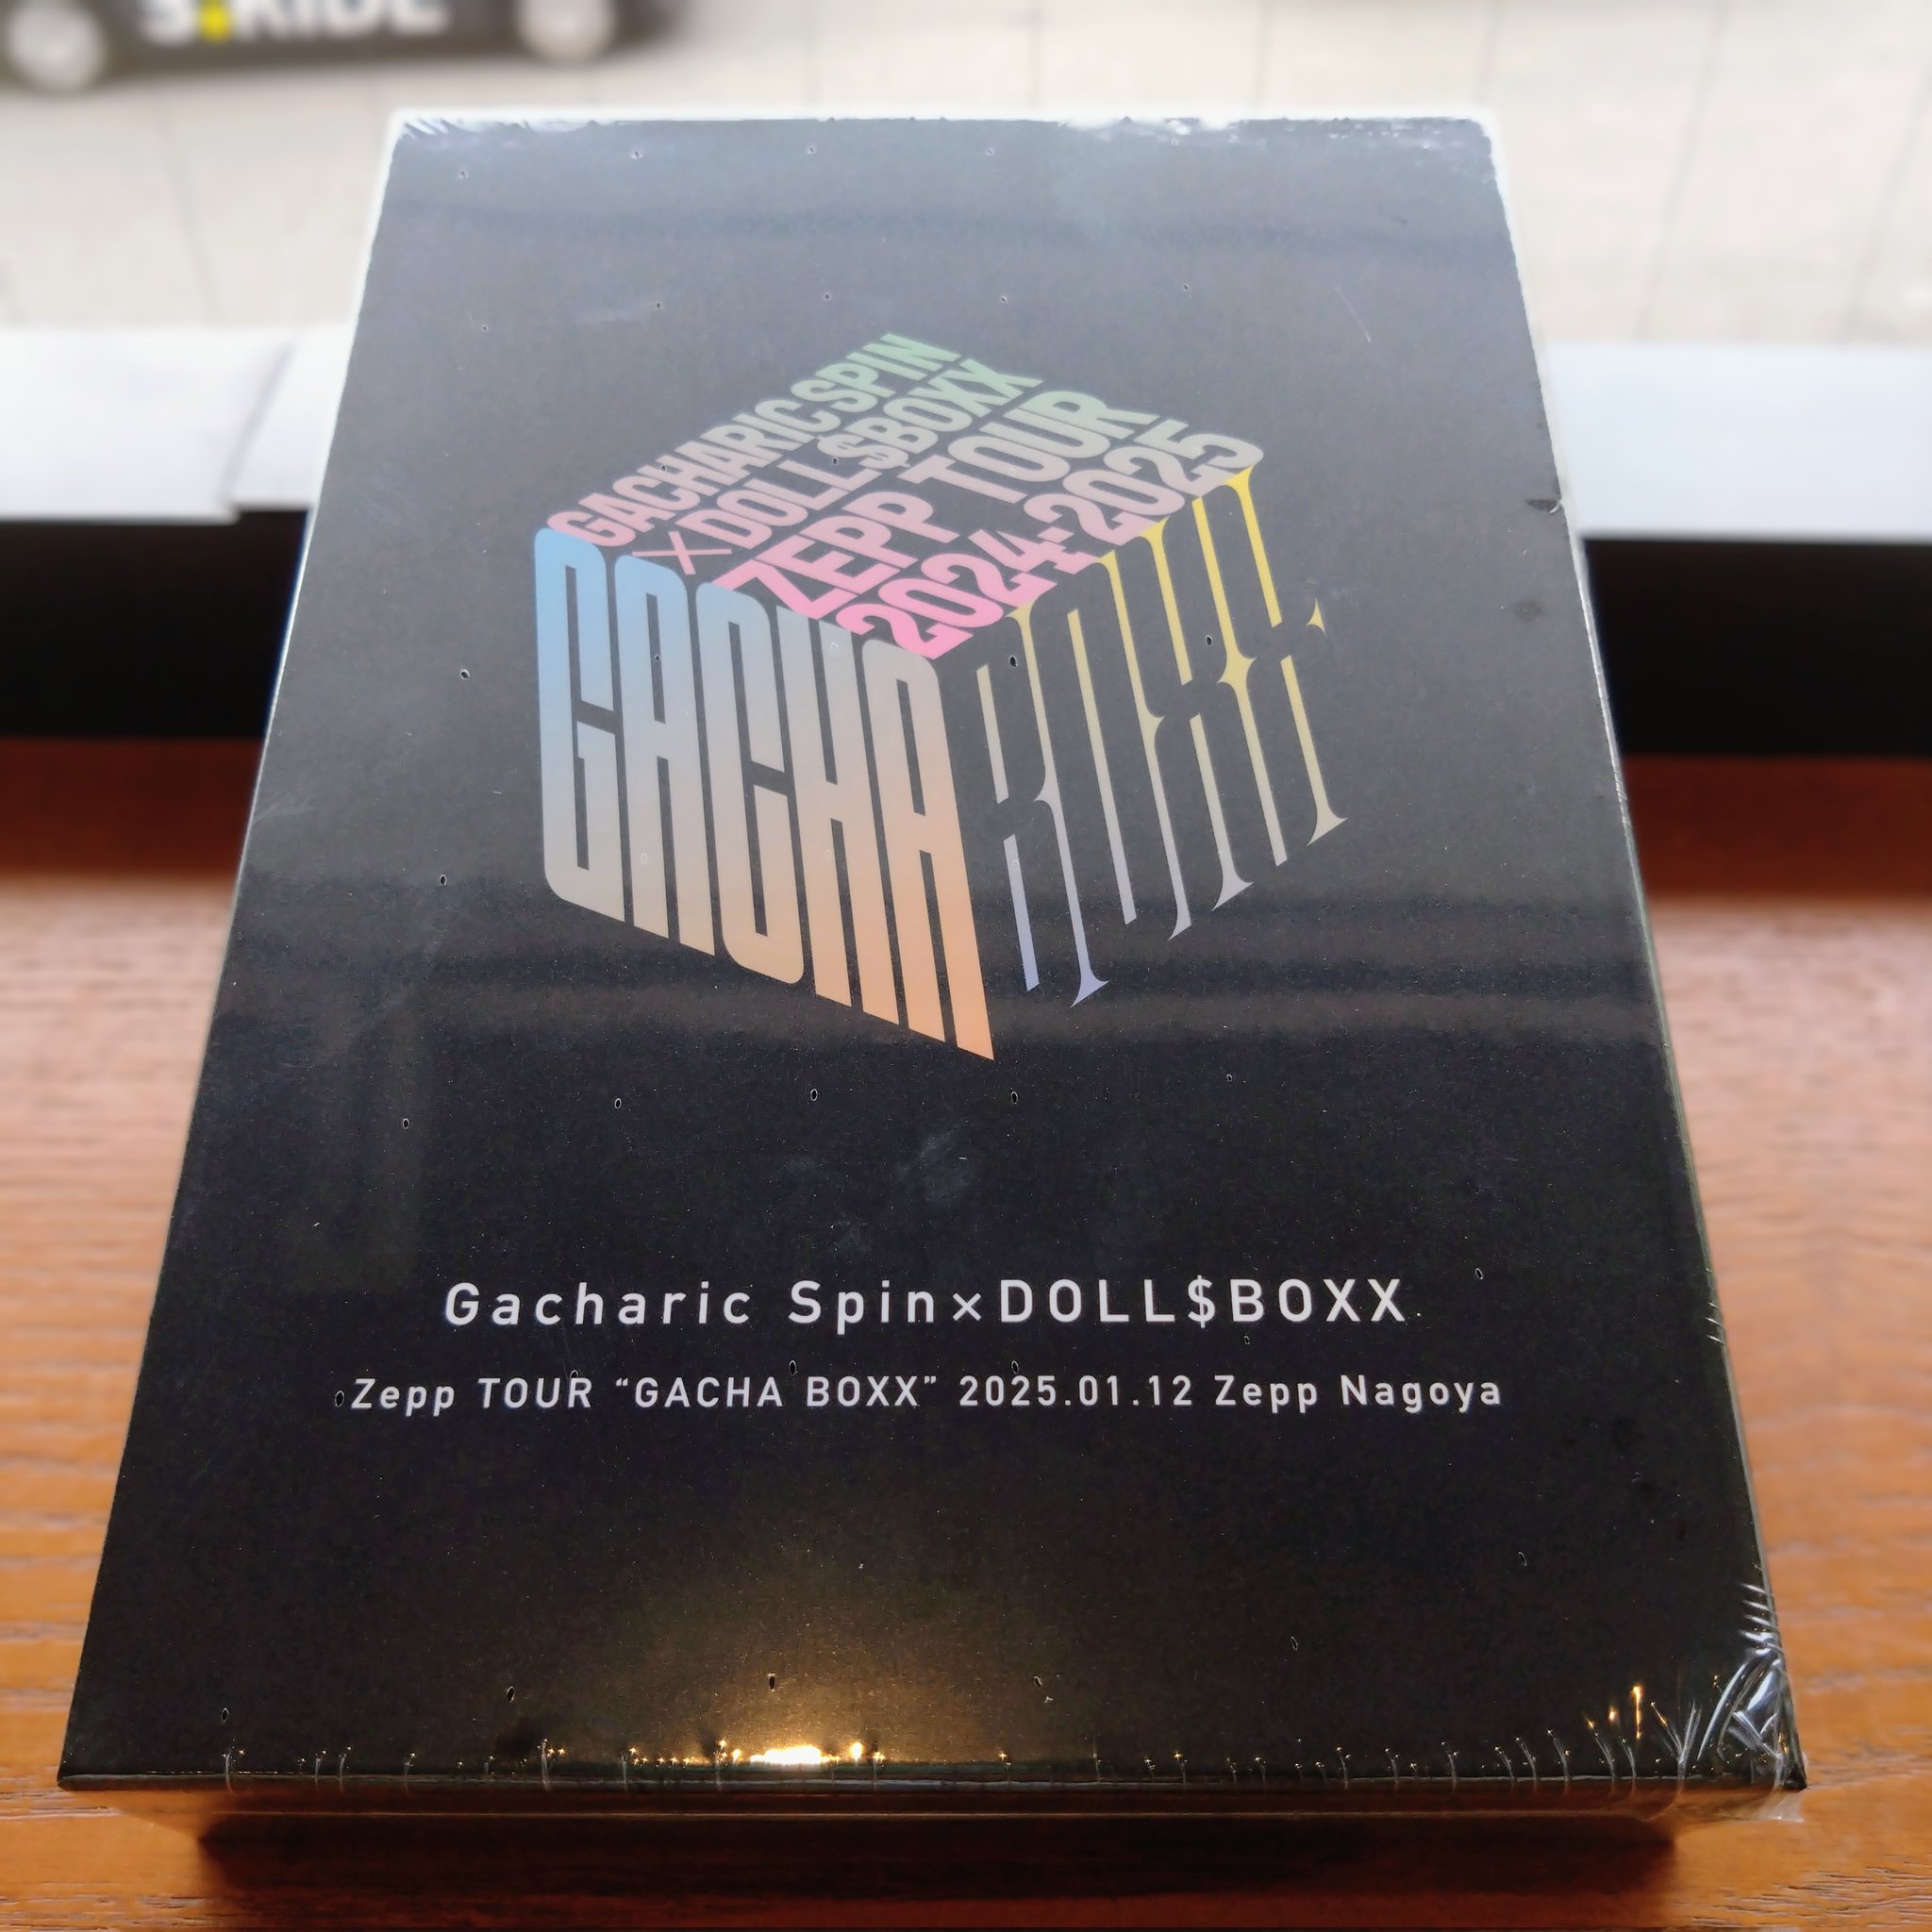 S.RIDE
GACHARIC SPIN
×DOLL$BOXX
ZEPP TOUR
2024-2025
GACHA
BOXX
Gacharic Spin×DOLL$BOXX
Zepp TOUR “GACHA BOXX” 2025.01.12 Zepp Nagoya